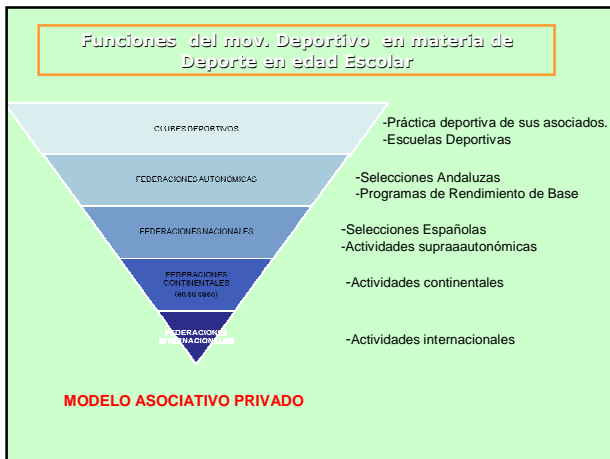 Funciones del mov. Deportivo en materia de
Deporte en edad Escolar
CLUBES DEPORTIVOS
-Práctica deportiva de sus asociados.
-Escuelas Deportivas
FEDERACIONES AUTONÓMICAS
-Selecciones Andaluzas
-Programas de Rendimiento de Base
FEDERACIONES NACIONALES
-Selecciones Españolas
-Actividades supraaautonómicas
FEDERACIONES
CONTINENTALES
(en su caso)
-Actividades continentales
FEDERACIONES
INTERNACIONALES
-Actividades internacionales
MODELO ASOCIATIVO PRIVADO